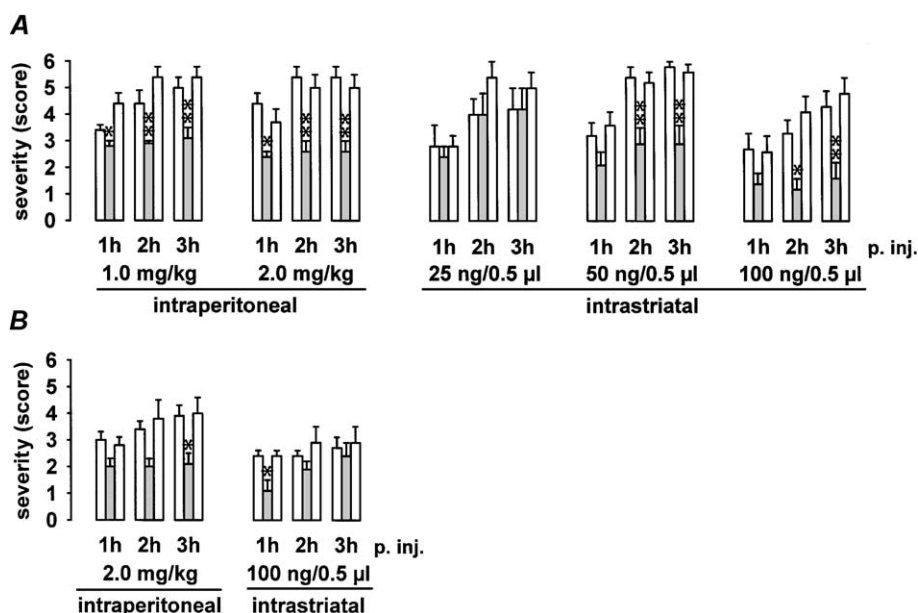 A
severity (score)
6
5
4
3
2
1
0
1h 2h 3h 1h 2h 3h 1h 2h 3h 1h 2h 3h 1h 2h 3h p. inj.
1.0 mg/kg 2.0 mg/kg 25 ng/0.5 µl 50 ng/0.5 µl 100 ng/0.5 µl
intraperitoneal intrastriatal
B
severity (score)
6
5
4
3
2
1
0
1h 2h 3h 1h 2h 3h p. inj.
2.0 mg/kg 100 ng/0.5 µl
intraperitoneal intrastriatal